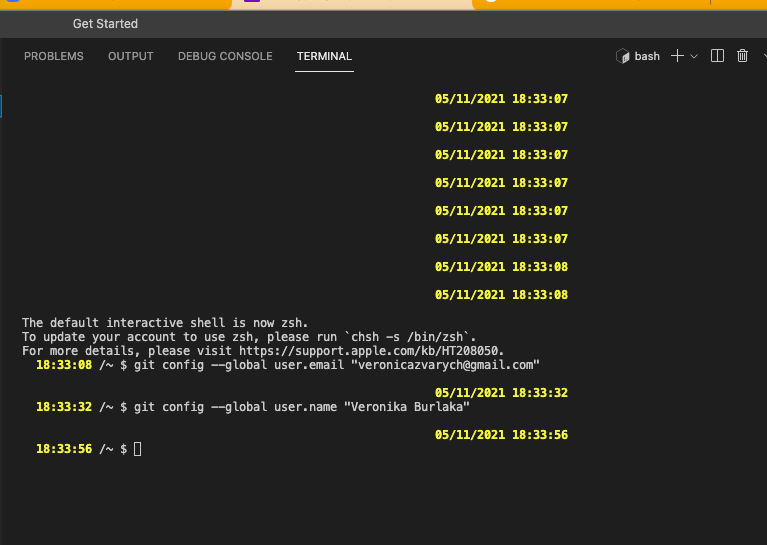 Get Started
PROBLEMS OUTPUT DEBUG CONSOLE TERMINAL bash
05/11/2021 18:33:07
05/11/2021 18:33:07
05/11/2021 18:33:07
05/11/2021 18:33:07
05/11/2021 18:33:07
05/11/2021 18:33:07
05/11/2021 18:33:08
05/11/2021 18:33:08
The default interactive shell is now zsh.
To update your account to use zsh, please run `chsh -s /bin/zsh`.
For more details, please visit https://support.apple.com/kb/HT208050.
18:33:08 /~ $ git config --global user.email "veronicazvarych@gmail.com"
05/11/2021 18:33:32
18:33:32 /~ $ git config --global user.name "Veronika Burlaka"
05/11/2021 18:33:56
18:33:56 /~ $